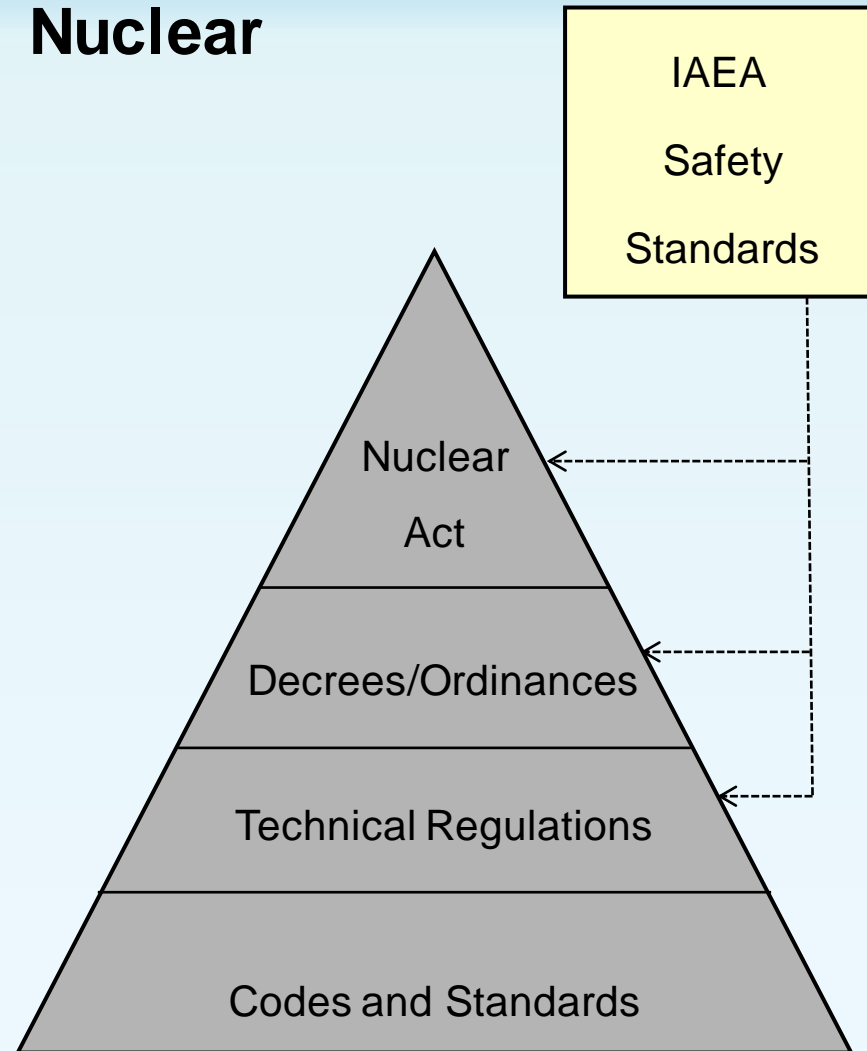 Nuclear
IAEA
Safety
Standards
Nuclear
Act
Decrees/Ordinances
Technical Regulations
Codes and Standards